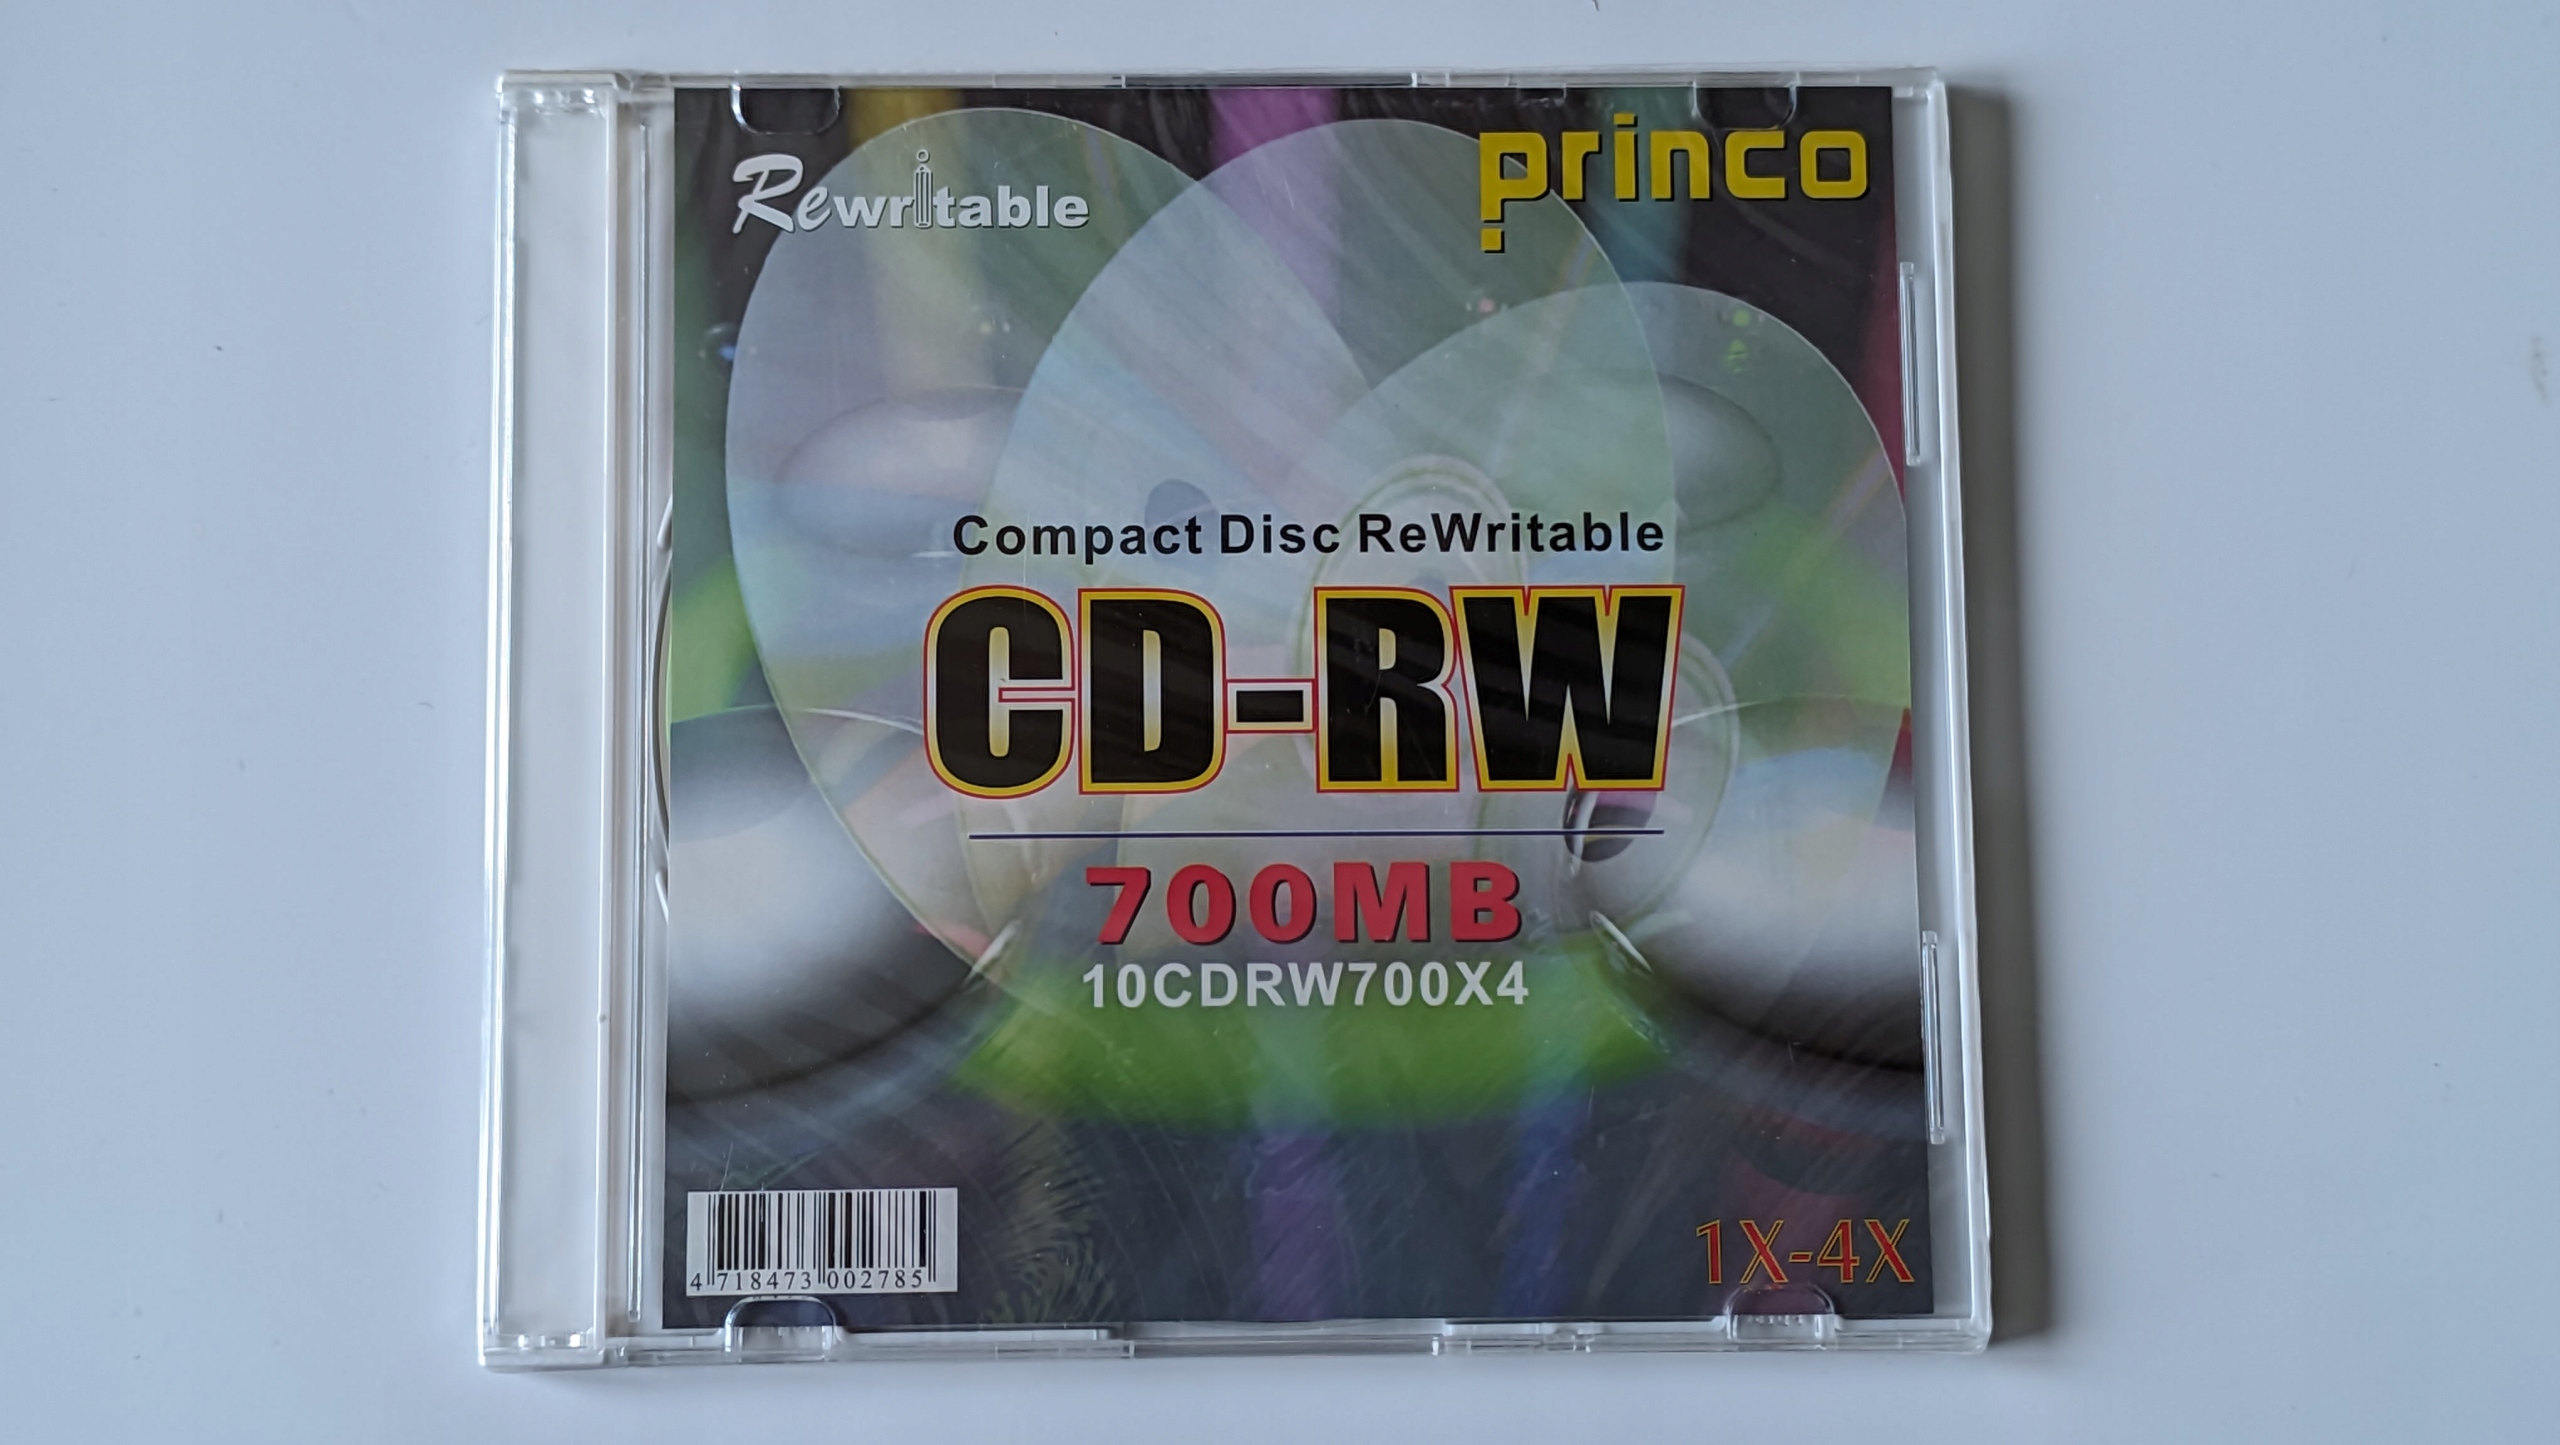 Rewritable
princo
Compact Disc ReWritable
CD-RW
700MB
10CDRW700X4
1X-4X
4 718473 002785